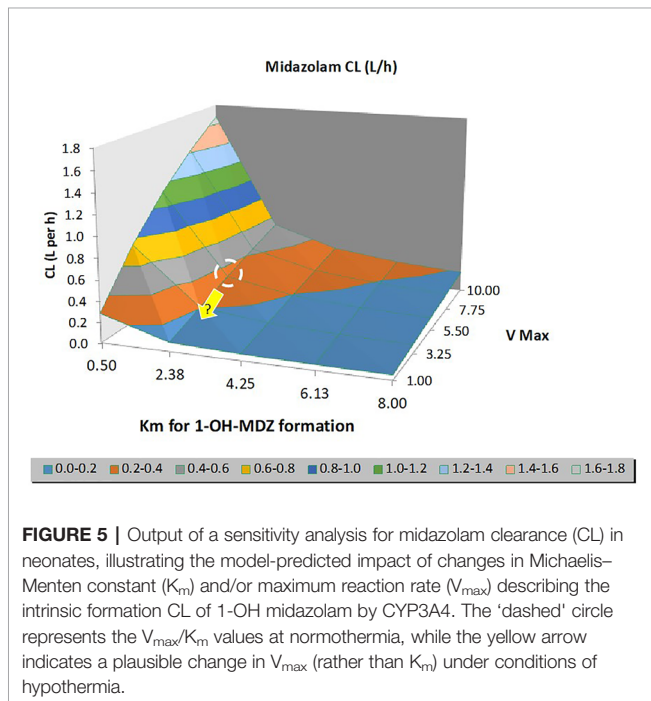 Midazolam CL (L/h)
1.8
1.6
1.4
1.2
1.0
0.8
0.6
0.4
0.2
0.0
CL (L per h)
?
0.50
2.38
4.25
6.13
8.00
Km for 1-OH-MDZ formation
10.00
7.75
5.50
3.25
1.00
V Max
0.0-0.2 0.2-0.4 0.4-0.6 0.6-0.8 0.8-1.0 1.0-1.2 1.2-1.4 1.4-1.6 1.6-1.8
FIGURE 5 | Output of a sensitivity analysis for midazolam clearance (CL) in
neonates, illustrating the model-predicted impact of changes in Michaelis–
Menten constant (Km) and/or maximum reaction rate (Vmax) describing the
intrinsic formation CL of 1-OH midazolam by CYP3A4. The ‘dashed' circle
represents the Vmax/Km values at normothermia, while the yellow arrow
indicates a plausible change in Vmax (rather than Km) under conditions of
hypothermia.